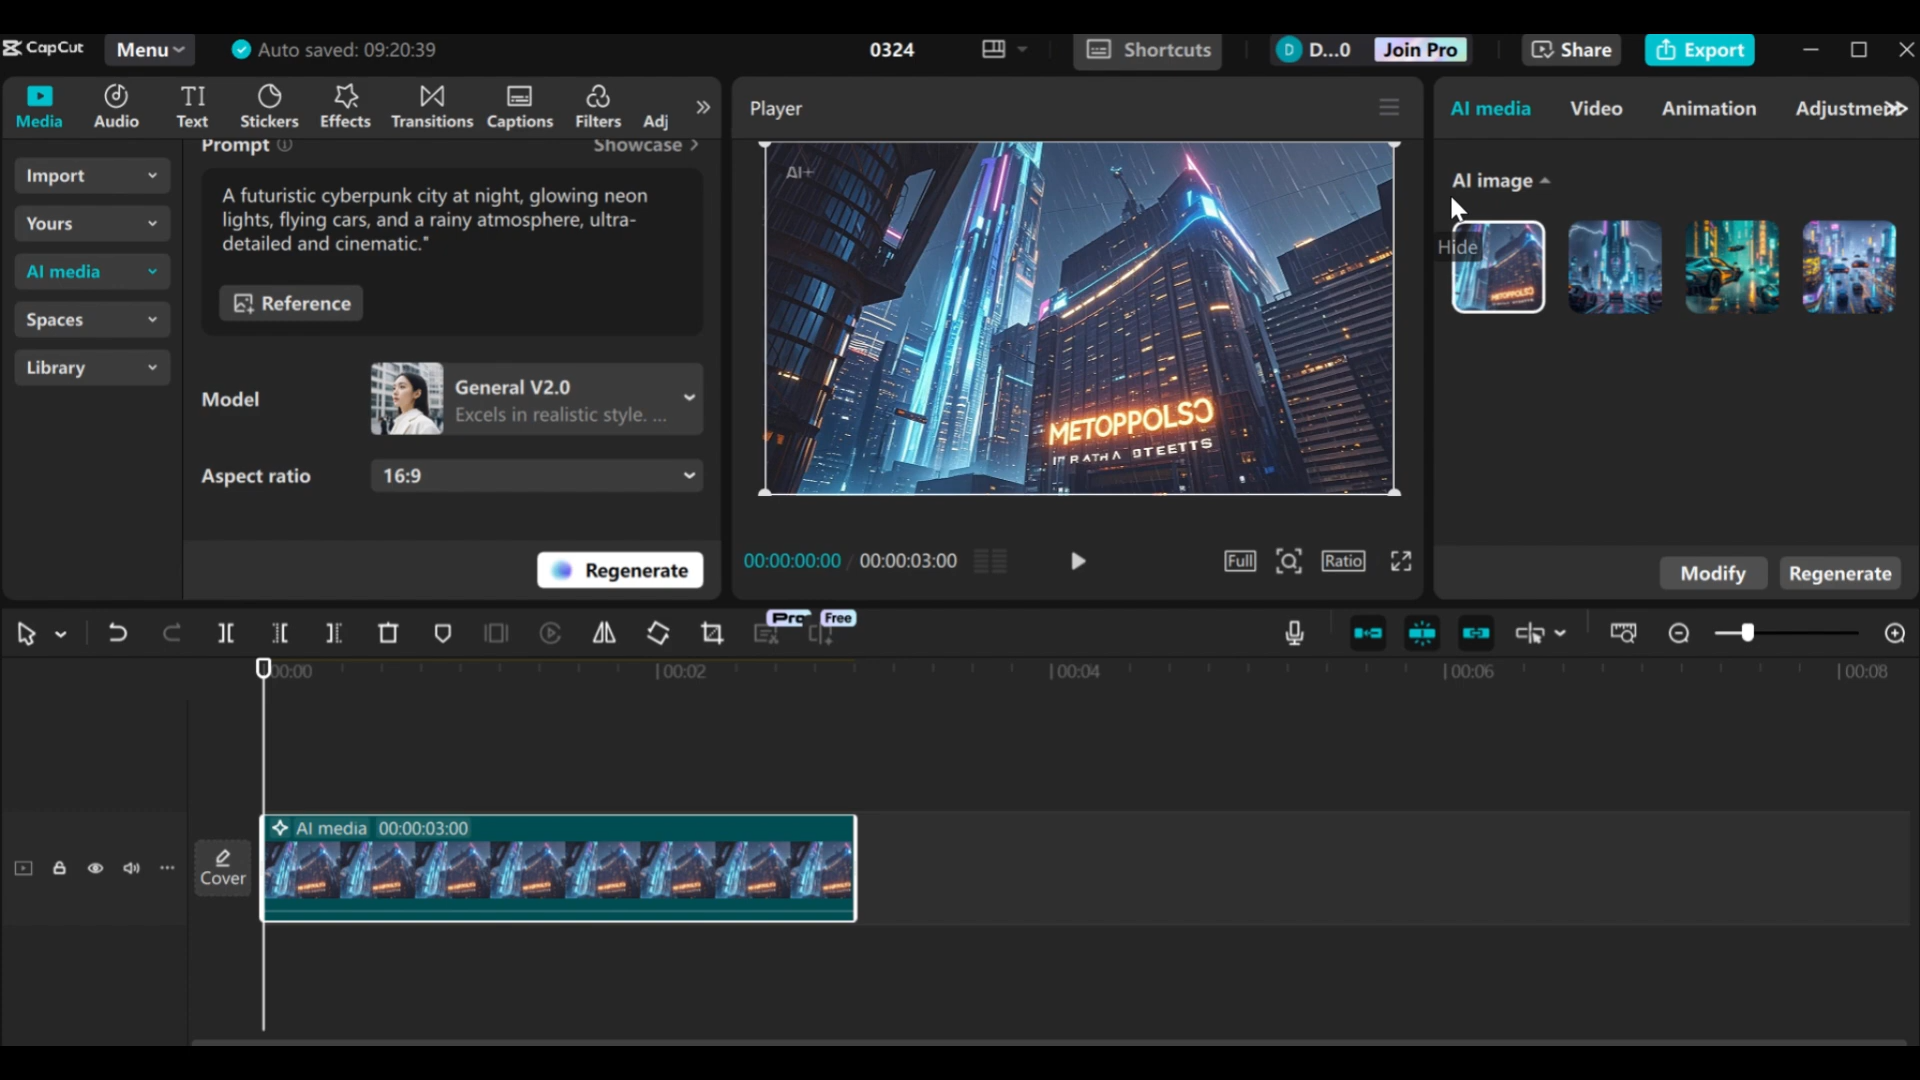 CapCut
Menu
Auto saved: 09:20:39
0324
Shortcuts
D...0
Join Pro
Share
Export
Media
Audio
Text
Stickers
Effects
Transitions
Captions
Filters
Adj
Import
Yours
AI media
Spaces
Library
Prompt
Showcase
A futuristic cyberpunk city at night, glowing neon
lights, flying cars, and a rainy atmosphere, ultra-
detailed and cinematic."
Reference
Model
General V2.0
Excels in realistic style. ...
Aspect ratio
16:9
Regenerate
Player
AI+
00:00:00:00 / 00:00:03:00
Full
Ratio
AI media
Video
Animation
Adjustment
AI image
Hide
Modify
Regenerate
Pro
Free
00:00
00:02
00:04
00:06
00:08
AI media 00:00:03:00
Cover